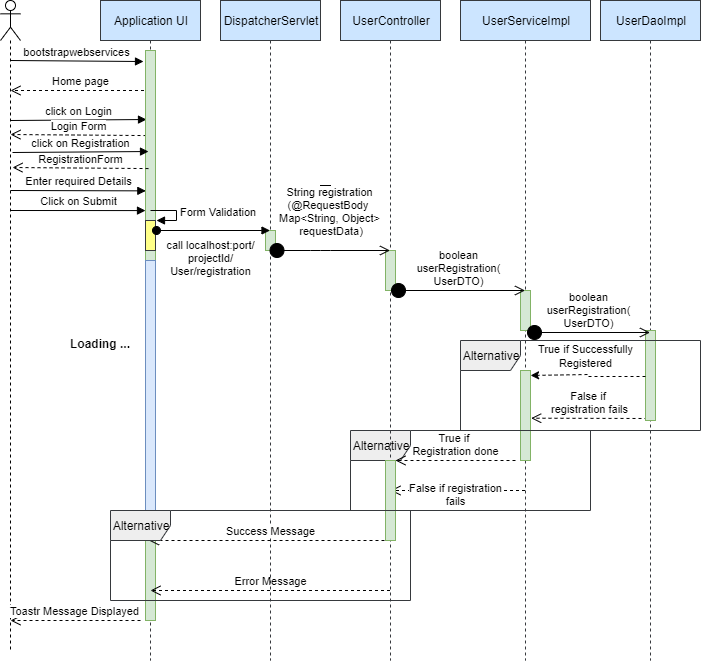 Application UI
DispatcherServlet
UserController
UserServiceImpl
UserDaoImpl
bootstrapwebservices
Home page
click on Login
Login Form
click on Registration
RegistrationForm
Enter required Details
Click on Submit
Form Validation
call localhost:port/
projectId/
User/registration
String registration
(@RequestBody
Map<String, Object>
requestData)
boolean
userRegistration(
UserDTO)
boolean
userRegistration(
UserDTO)
Loading ...
Alternative
True if Successfully
Registered
False if
registration fails
Alternative
True if
Registration done
False if registration
fails
Alternative
Success Message
Error Message
Toastr Message Displayed